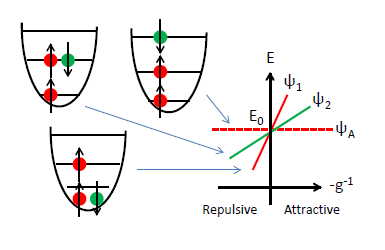 E
ψ1
E0
ψ2
ψA
-g-1
Repulsive Attractive